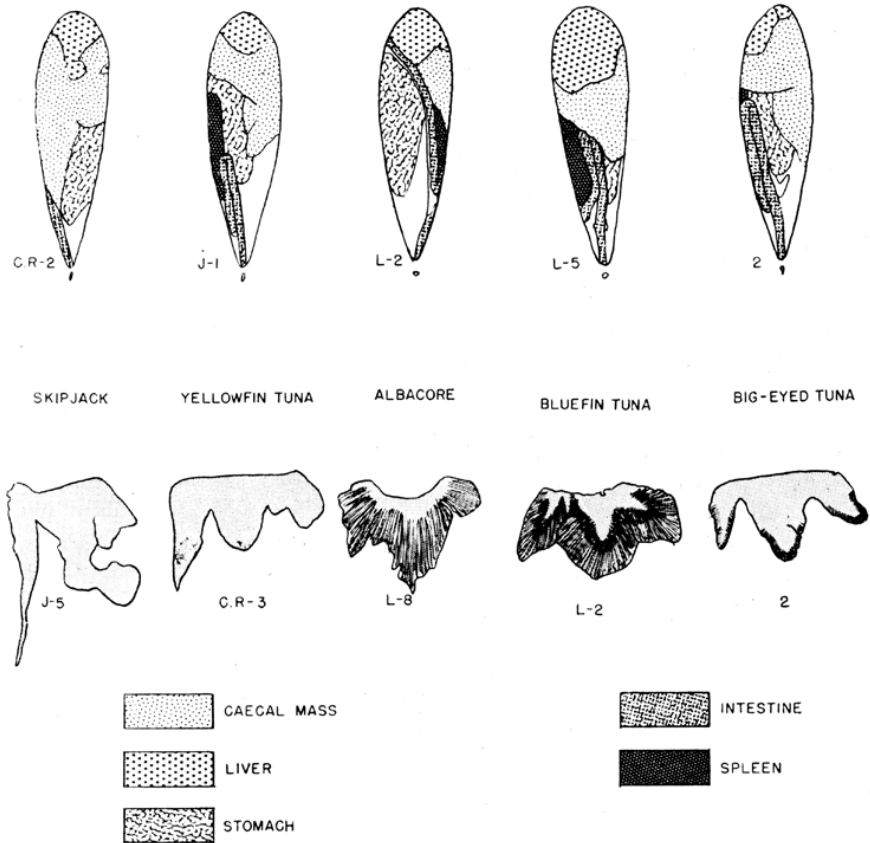 C.R-2
J-1
L-2
L-5
2
SKIPJACK
YELLOWFIN TUNA
ALBACORE
BLUEFIN TUNA
BIG-EYED TUNA
J-5
C.R-3
L-8
L-2
2
CAECAL MASS
INTESTINE
LIVER
SPLEEN
STOMACH